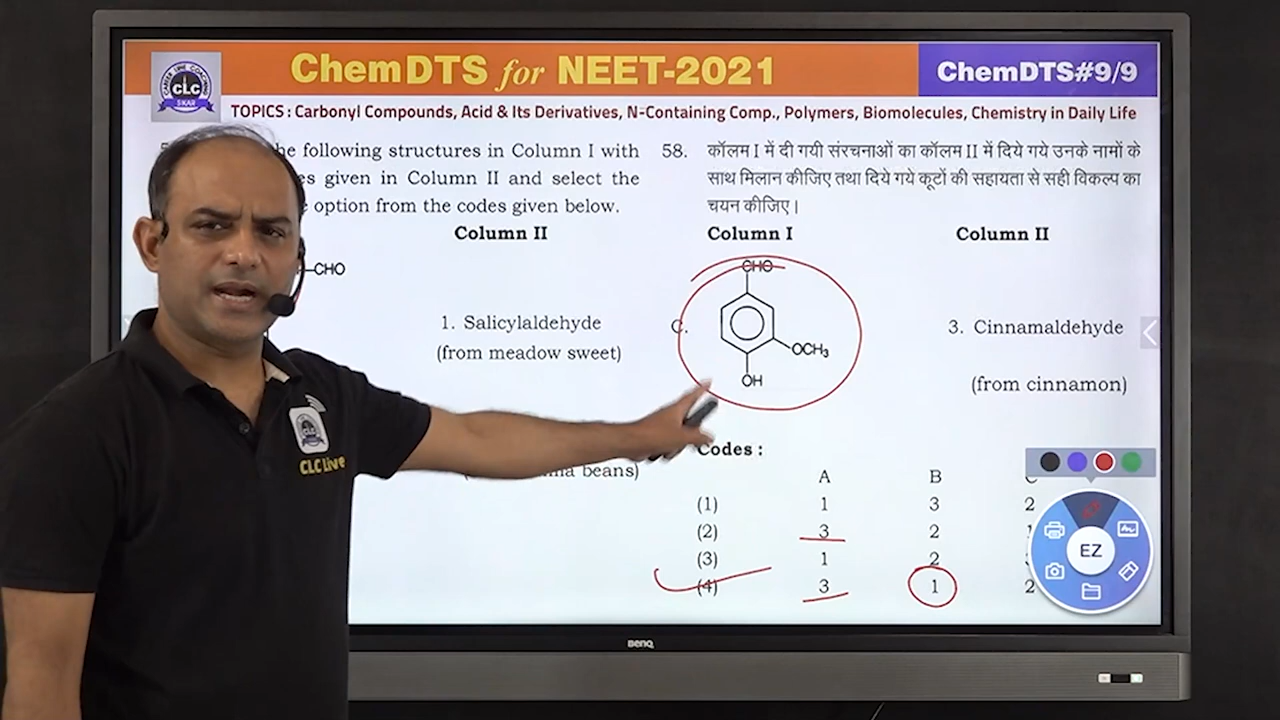 ChemDTS for NEET-2021
ChemDTS#9/9
CLC
SIKAR
TOPICS : Carbonyl Compounds, Acid & Its Derivatives, N-Containing Comp., Polymers, Biomolecules, Chemistry in Daily Life
following structures in Column I with
given in Column II and select the
option from the codes given below.
Column II
CHO
1. Salicylaldehyde
(from meadow sweet)
beans)
58. कॉलम I में दी गयी संरचनाओं का कॉलम II में दिये गये उनके नामों के
साथ मिलान कीजिए तथा दिये गये कूटों की सहायता से सही विकल्प का
चयन कीजिए।
Column I Column II
CHO
C.
OCH₃
OH
3. Cinnamaldehyde
(from cinnamon)
Codes :
A B C
(1) 1 3 2
(2) 3 2 1
(3) 1 2
(4) 3 1 2
EZ
CLC
CLC Live
BenQ